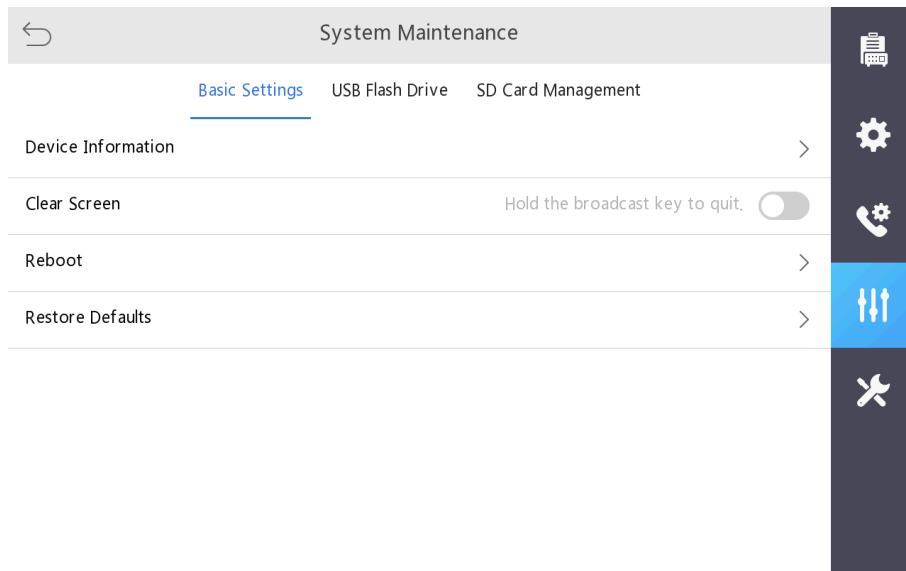 System Maintenance
Basic Settings USB Flash Drive SD Card Management
Device Information
Clear Screen Hold the broadcast key to quit.
Reboot
Restore Defaults